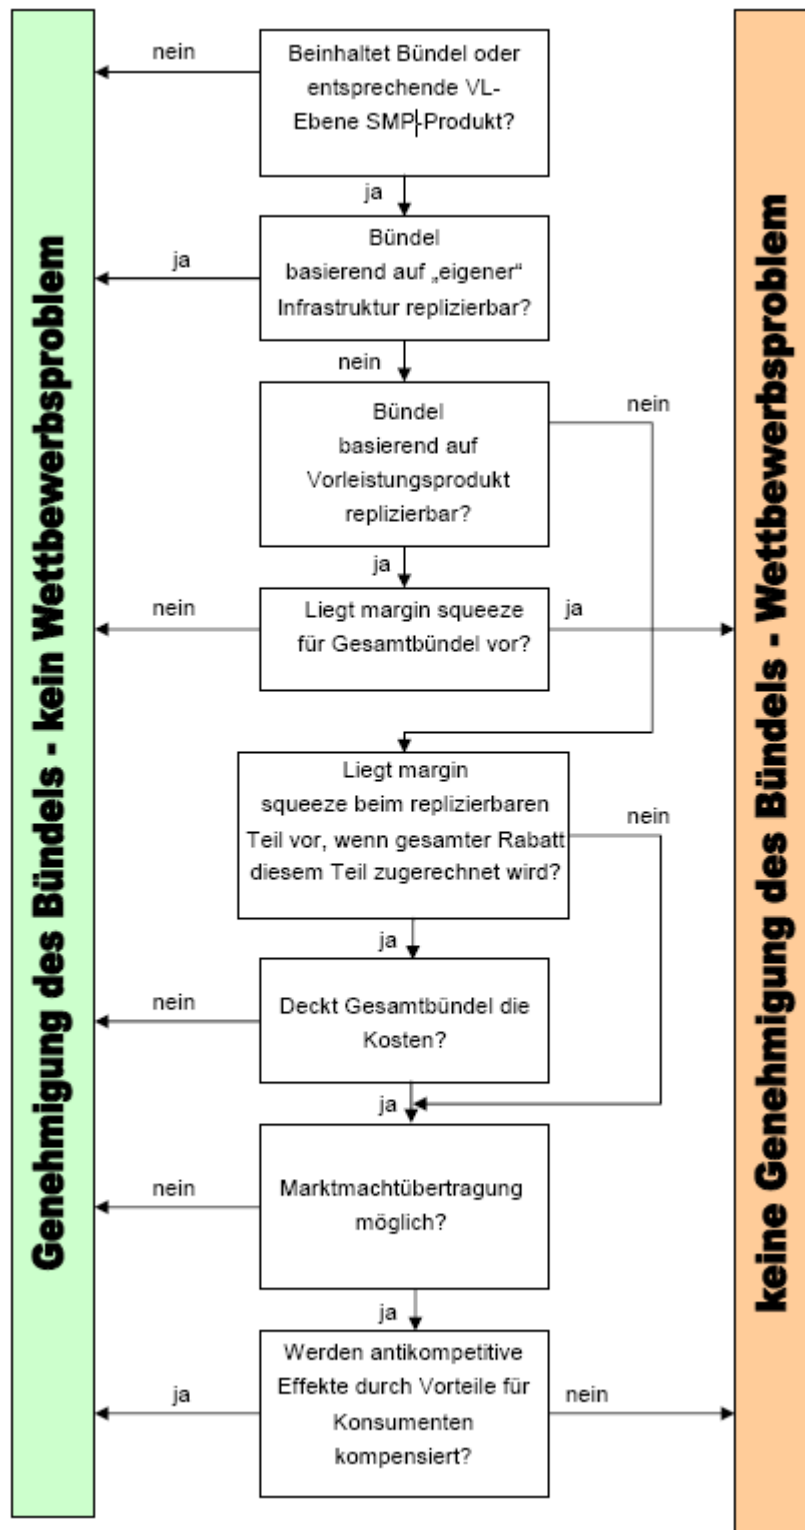 Genehmigung des Bündels - kein Wettbewerbsproblem
nein
Beinhaltet Bündel oder
entsprechende VL-
Ebene SMP-Produkt?
ja
ja
Bündel
basierend auf „eigener“
Infrastruktur replizierbar?
nein
Bündel
basierend auf
Vorleistungsprodukt
replizierbar?
nein
ja
nein
Liegt margin squeeze
für Gesamtbündel vor?
ja
Liegt margin
squeeze beim replizierbaren
Teil vor, wenn gesamter Rabatt
diesem Teil zugerechnet wird?
nein
ja
nein
Deckt Gesamtbündel die
Kosten?
ja
nein
Marktmachtübertragung
möglich?
ja
ja
Werden antikompetitive
Effekte durch Vorteile für
Konsumenten
kompensiert?
nein
keine Genehmigung des Bündels - Wettbewerbsproblem